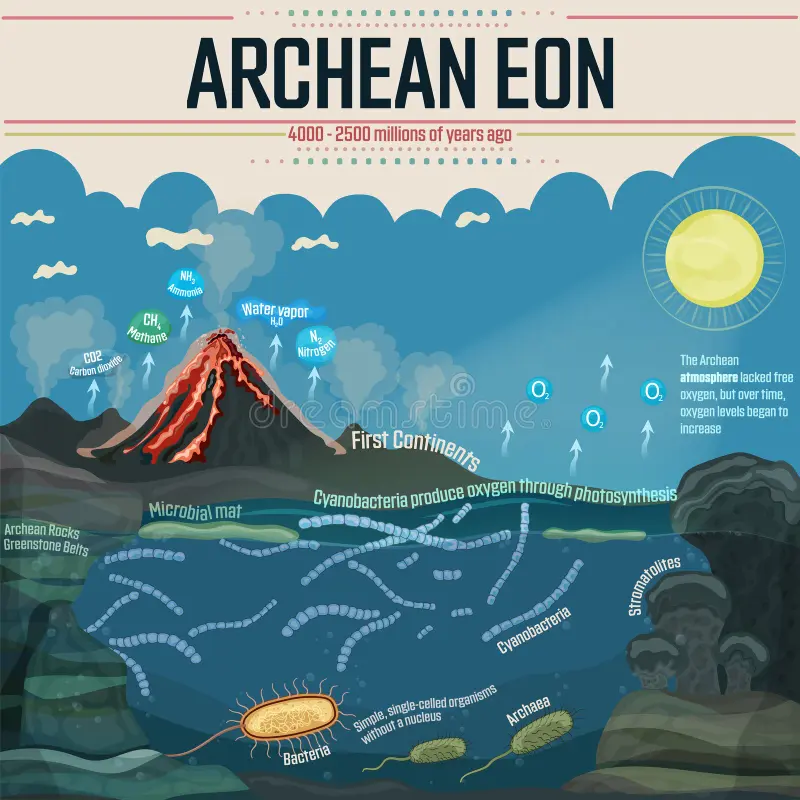 ARCHEAN EON
4000 - 2500 millions of years ago
NH₃
Ammonia
CH₄
Methane
CO2
Carbon dioxide
Water vapor
H₂O
N₂
Nitrogen
O₂
O₂
O₂
The Archean
atmosphere lacked free
oxygen, but over time,
oxygen levels began to
increase
dreamstime.com
First Continents
Cyanobacteria produce oxygen through photosynthesis
Microbial mat
Archean Rocks
Greenstone Belts
Stromatolites
Cyanobacteria
Simple, single-celled organisms
without a nucleus
Archaea
Bacteria